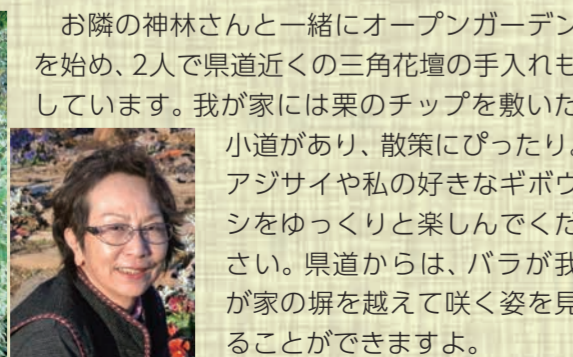 お隣の神林さんと一緒にオープンガーデン
を始め、2人で県道近くの三角花壇の手入れも
しています。我が家には栗のチップを敷いた
小道があり、散策にぴったり。
アジサイや私の好きなギボウ
シをゆっくりと楽しんでくだ
さい。県道からは、バラが我
が家の塀を越えて咲く姿を見
ることができますよ。